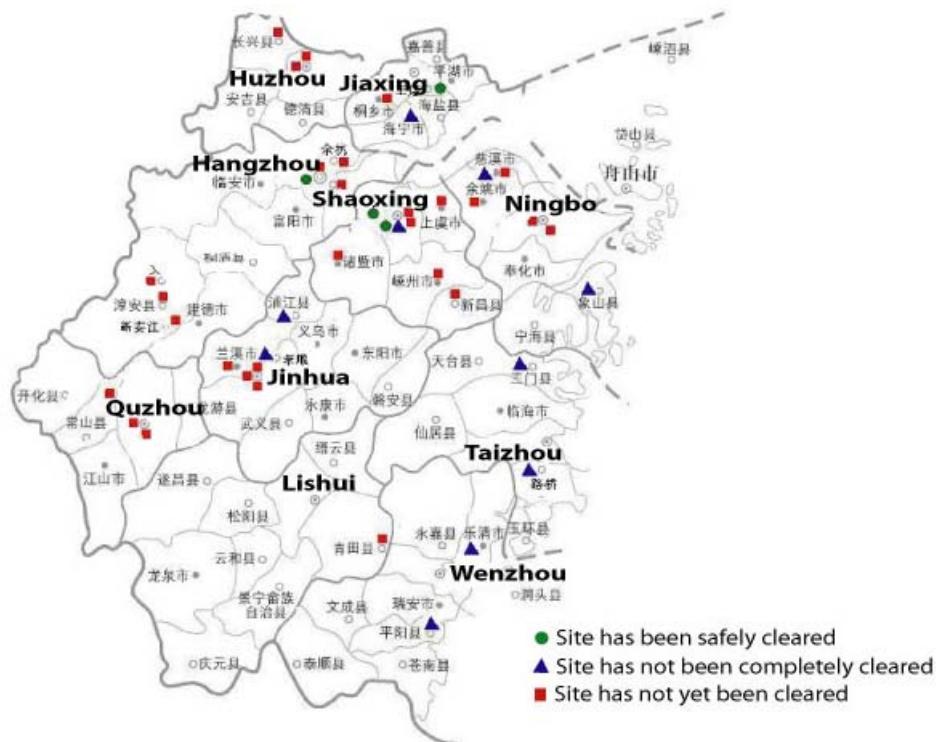 长兴县
嘉善县
嵊泗县
Huzhou
Jiaxing
平湖市
安吉县
德清县
桐乡市
海盐县
海宁市
岱山县
余杭
Hangzhou
慈溪市
舟山市
临安市
Shaoxing
余姚市
Ningbo
富阳市
上虞市
桐庐县
诸暨市
嵊州市
奉化市
淳安县
建德市
浦江县
新昌县
象山县
新安江
义乌市
宁海县
兰溪市
孝顺
东阳市
天台县
三门县
Jinhua
开化县
Quzhou
龙游县
永康市
磐安县
临海市
常山县
武义县
仙居县
缙云县
Taizhou
江山市
遂昌县
Lishui
路桥
松阳县
永嘉县
乐清市
玉环县
青田县
云和县
Wenzhou
龙泉市
景宁畲族
自治县
文成县
瑞安市
洞头县
平阳县
庆元县
泰顺县
苍南县
Site has been safely cleared
Site has not been completely cleared
Site has not yet been cleared